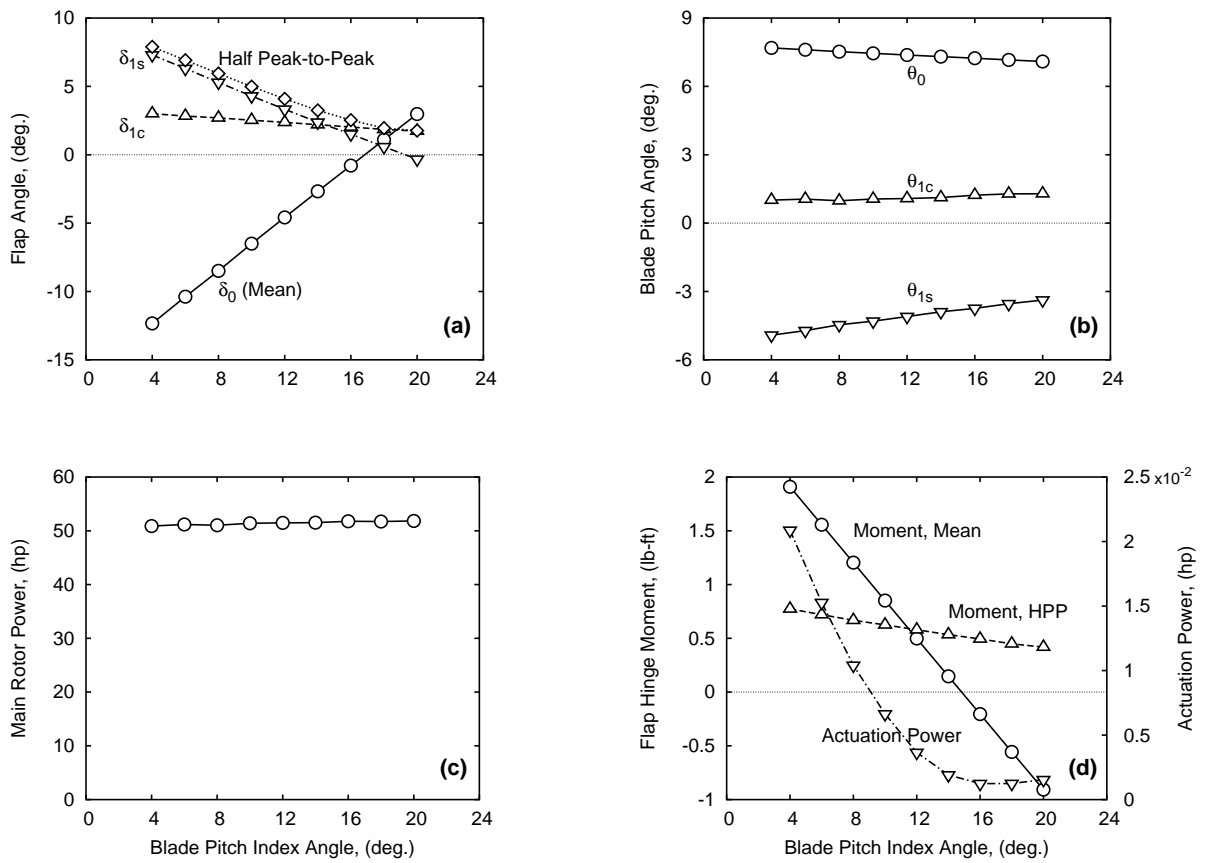 10
5
0
-5
-10
-15
Flap Angle, (deg.)
δ1s
δ1c
Half Peak-to-Peak
δ0 (Mean)
(a)
0 4 8 12 16 20 24
9
6
3
0
-3
-6
Blade Pitch Angle, (deg.)
θ0
θ1c
θ1s
(b)
0 4 8 12 16 20 24
60
50
40
30
20
10
0
Main Rotor Power, (hp)
(c)
0 4 8 12 16 20 24
Blade Pitch Index Angle, (deg.)
2
1.5
1
0.5
0
-0.5
-1
Flap Hinge Moment, (lb-ft)
Moment, Mean
Moment, HPP
Actuation Power
(d)
2.5x10-2
2
1.5
1
0.5
0
Actuation Power, (hp)
0 4 8 12 16 20 24
Blade Pitch Index Angle, (deg.)